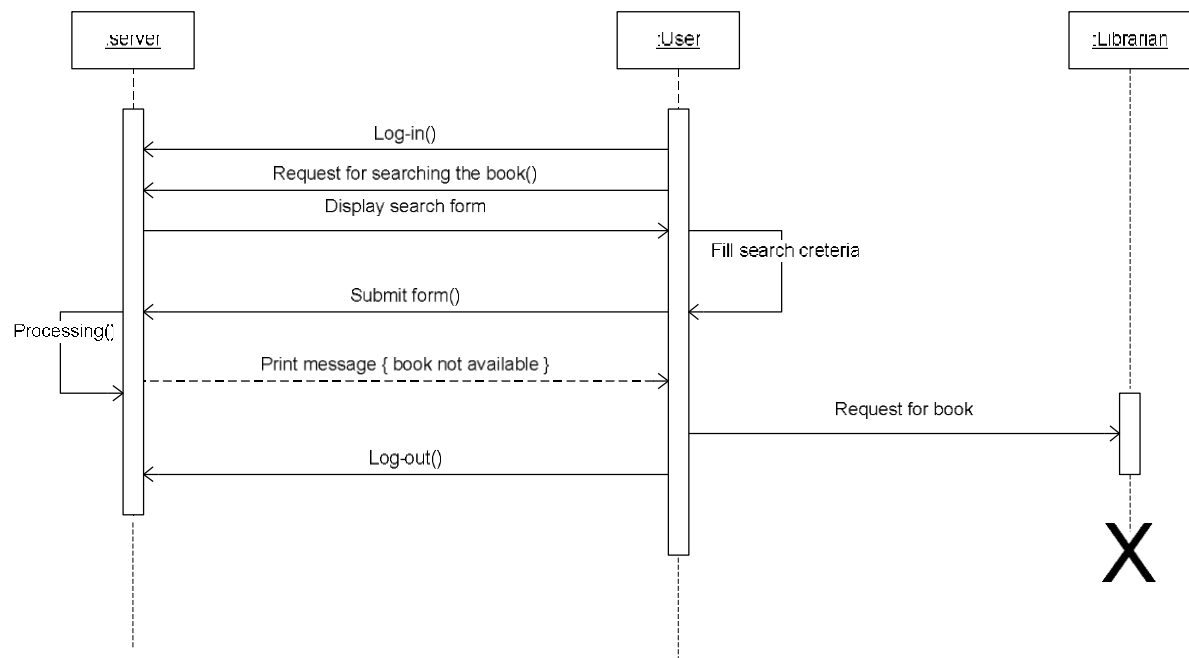 :server
:User
:Librarian
Log-in()
Request for searching the book()
Display search form
Fill search creteria
Submit form()
Processing()
Print message { book not available }
Request for book
Log-out()
X